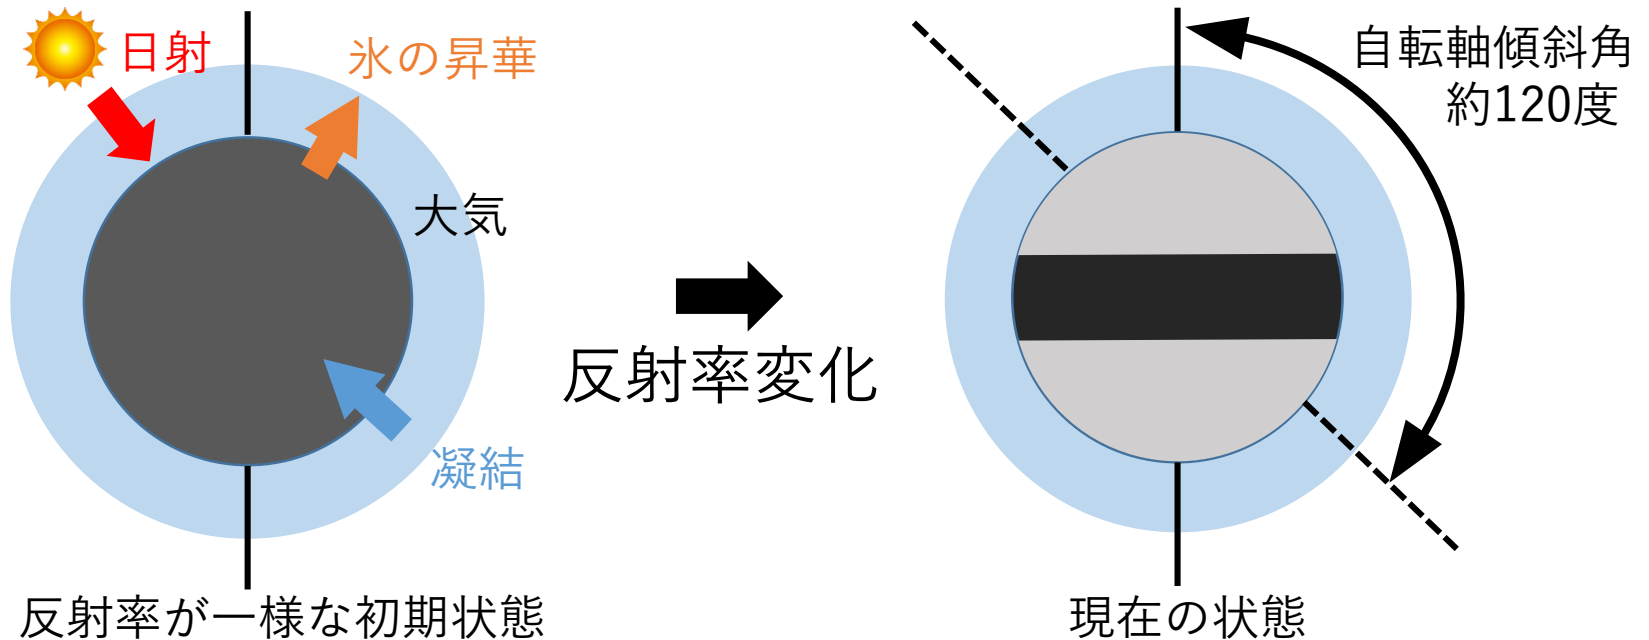 日射
氷の昇華
大気
凝結
反射率が一様な初期状態
反射率変化
自転軸傾斜角
約120度
現在の状態